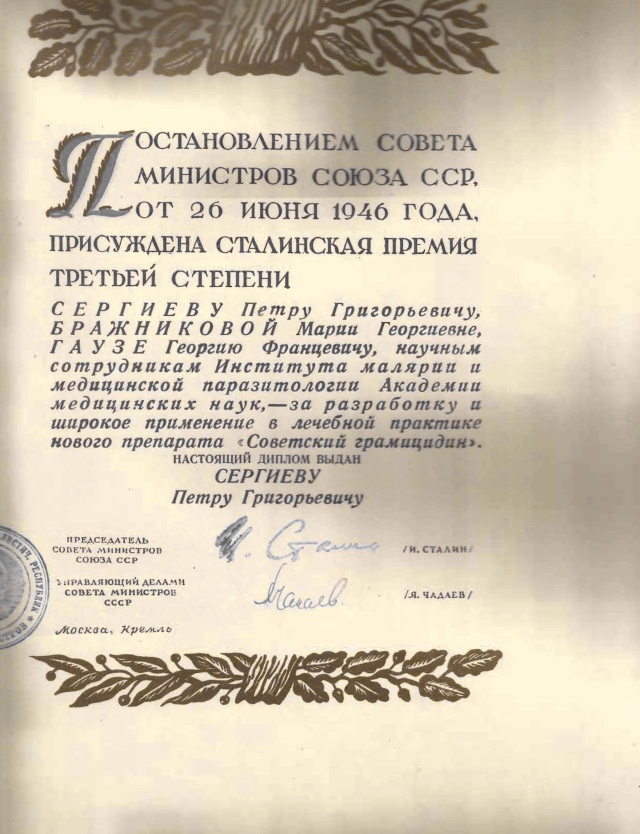 ПОСТАНОВЛЕНИЕМ СОВЕТА
МИНИСТРОВ СОЮЗА ССР,
ОТ 26 ИЮНЯ 1946 ГОДА,
ПРИСУЖДЕНА СТАЛИНСКАЯ ПРЕМИЯ
ТРЕТЬЕЙ СТЕПЕНИ
СЕРГИЕВУ Петру Григорьевичу,
БРАЖНИКОВОЙ Марии Георгиевне,
ГАУЗЕ Георгию Францевичу, научным
сотрудникам Института малярии и
медицинской паразитологии Академии
медицинских наук,—за разработку и
широкое применение в лечебной практике
нового препарата «Советский грамицидин».
НАСТОЯЩИЙ ДИПЛОМ ВЫДАН
СЕРГИЕВУ
Петру Григорьевичу
ПРЕДСЕДАТЕЛЬ
СОВЕТА МИНИСТРОВ
СОЮЗА ССР
И. Сталин
/И. СТАЛИН/
УПРАВЛЯЮЩИЙ ДЕЛАМИ
СОВЕТА МИНИСТРОВ
СССР
Чадаев.
/Я. ЧАДАЕВ/
Москва, Кремль
РЕСПУБЛИК